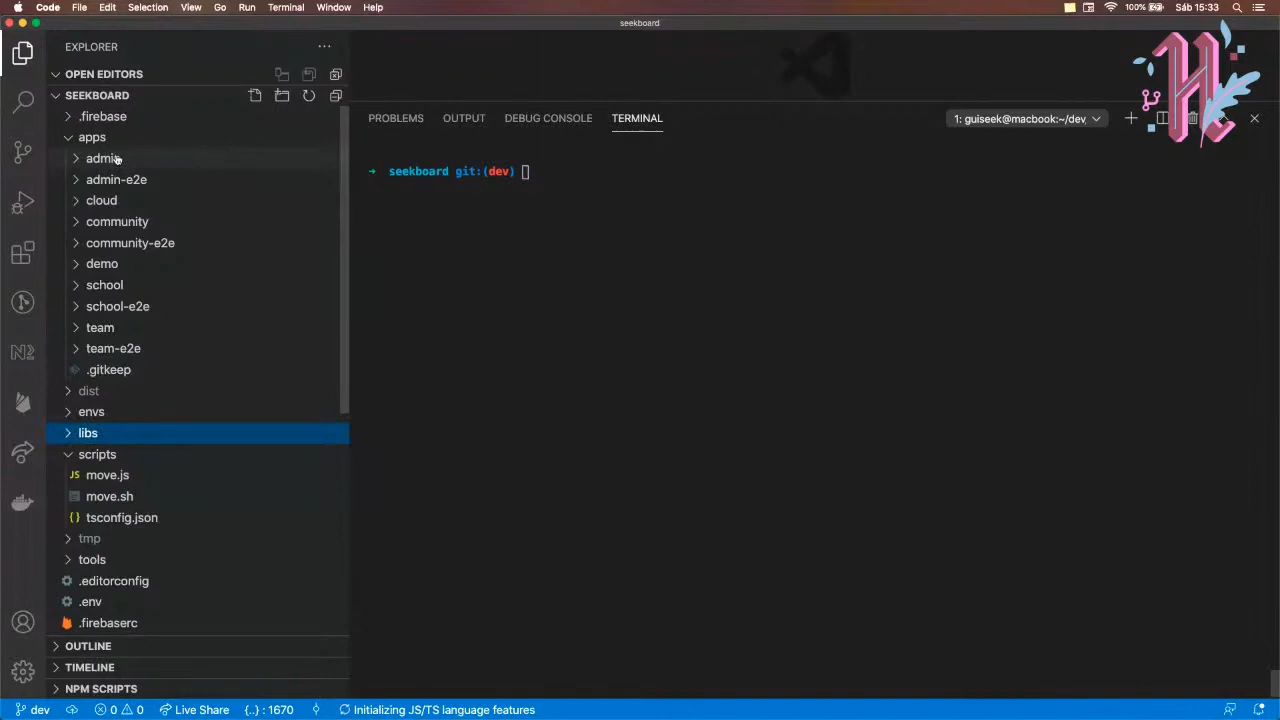 Code File Edit Selection View Go Run Terminal Window Help 100% Sáb 15:33
seekboard
EXPLORER
OPEN EDITORS
SEEKBOARD
.firebase
apps
admin
admin-e2e
cloud
community
community-e2e
demo
school
school-e2e
team
team-e2e
.gitkeep
dist
envs
libs
scripts
JS move.js
move.sh
{ } tsconfig.json
tmp
tools
.editorconfig
.env
.firebaserc
OUTLINE
TIMELINE
NPM SCRIPTS
PROBLEMS OUTPUT DEBUG CONSOLE TERMINAL 1: guiseek@macbook:~/dev,
→ seekboard git:(dev)
dev 0 0 Live Share {..} : 1670 Initializing JS/TS language features